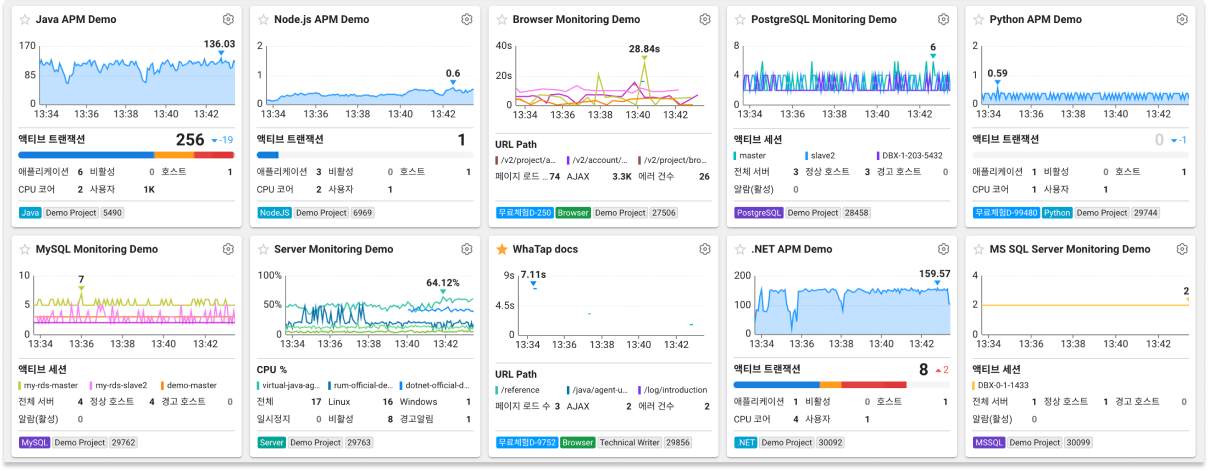 Java APM Demo
136.03
170
85
0
13:34 13:36 13:38 13:40 13:42
액티브 트랜잭션 256 -19
애플리케이션 6 비활성 0 호스트 1
CPU 코어 2 사용자 1K
Java Demo Project 5490
Node.js APM Demo
0.6
2
1
0
13:34 13:36 13:38 13:40 13:42
액티브 트랜잭션 1
애플리케이션 3 비활성 0 호스트 1
CPU 코어 2 사용자 1
NodeJS Demo Project 6969
Browser Monitoring Demo
28.84s
40s
20s
0
13:34 13:36 13:38 13:40 13:42
URL Path
/v2/project/a... /v2/account/... /v2/project/bro...
페이지 로드 ... 74 AJAX 3.3K 에러 건수 26
무료체험D-250 Browser Demo Project 27506
PostgreSQL Monitoring Demo
6
8
4
0
13:34 13:36 13:38 13:40 13:42
액티브 세션
master slave2 DBX-1-203-5432
전체 서버 3 정상 호스트 3 경고 호스트 0
알람(활성) 0
PostgreSQL Demo Project 28458
Python APM Demo
0.59
2
1
0
13:34 13:36 13:38 13:40 13:42
액티브 트랜잭션 0 -1
애플리케이션 1 비활성 0 호스트 1
CPU 코어 1 사용자 1
무료체험D-99480 Python Demo Project 29744
MySQL Monitoring Demo
7
10
5
0
13:34 13:36 13:38 13:40 13:42
액티브 세션
my-rds-master my-rds-slave2 demo-master
전체 서버 4 정상 호스트 4 경고 호스트 0
알람(활성) 0
MySQL Demo Project 29762
Server Monitoring Demo
64.12%
100%
50%
0
13:34 13:36 13:38 13:40 13:42
CPU %
virtual-java-ag... rum-official-de... dotnet-official-d...
전체 17 Linux 16 Windows 1
일시정지 0 비활성 8 경고알림 1
Server Demo Project 29763
WhaTap docs
7.11s
9s
4.5s
0
13:34 13:36 13:38 13:40 13:42
URL Path
/reference /java/agent-u... /log/introduction
페이지 로드 수 3 AJAX 2 에러 건수 2
무료체험D-9752 Browser Technical Writer 29856
.NET APM Demo
159.57
200
100
0
13:34 13:36 13:38 13:40 13:42
액티브 트랜잭션 8 2
애플리케이션 1 비활성 0 호스트 1
CPU 코어 4 사용자 1
.NET Demo Project 30092
MS SQL Server Monitoring Demo
2
4
2
0
13:34 13:36 13:38 13:40 13:42
액티브 세션
DBX-0-1-1433
전체 서버 1 정상 호스트 1 경고 호스트 0
알람(활성) 0
MSSQL Demo Project 30099